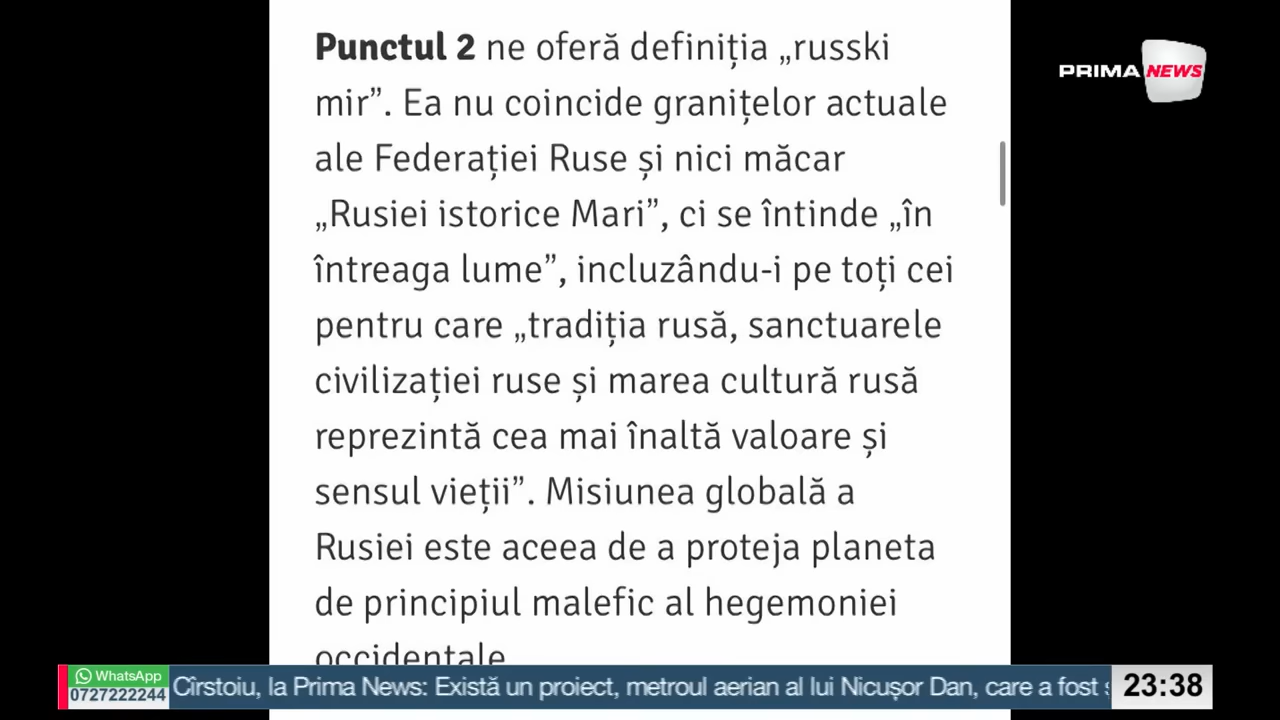 Punctul 2 ne oferă definiția „russki
mir”. Ea nu coincide granițelor actuale
ale Federației Ruse și nici măcar
„Rusiei istorice Mari”, ci se întinde „în
întreaga lume”, incluzându-i pe toți cei
pentru care „tradiția rusă, sanctuarele
civilizației ruse și marea cultură rusă
reprezintă cea mai înaltă valoare și
sensul vieții”. Misiunea globală a
Rusiei este aceea de a proteja planeta
de principiul malefic al hegemoniei
occidentale
PRIMA NEWS
WhatsApp
0727222244
Cîrstoiu, la Prima News: Există un proiect, metroul aerian al lui Nicușor Dan, care a fost
23:38